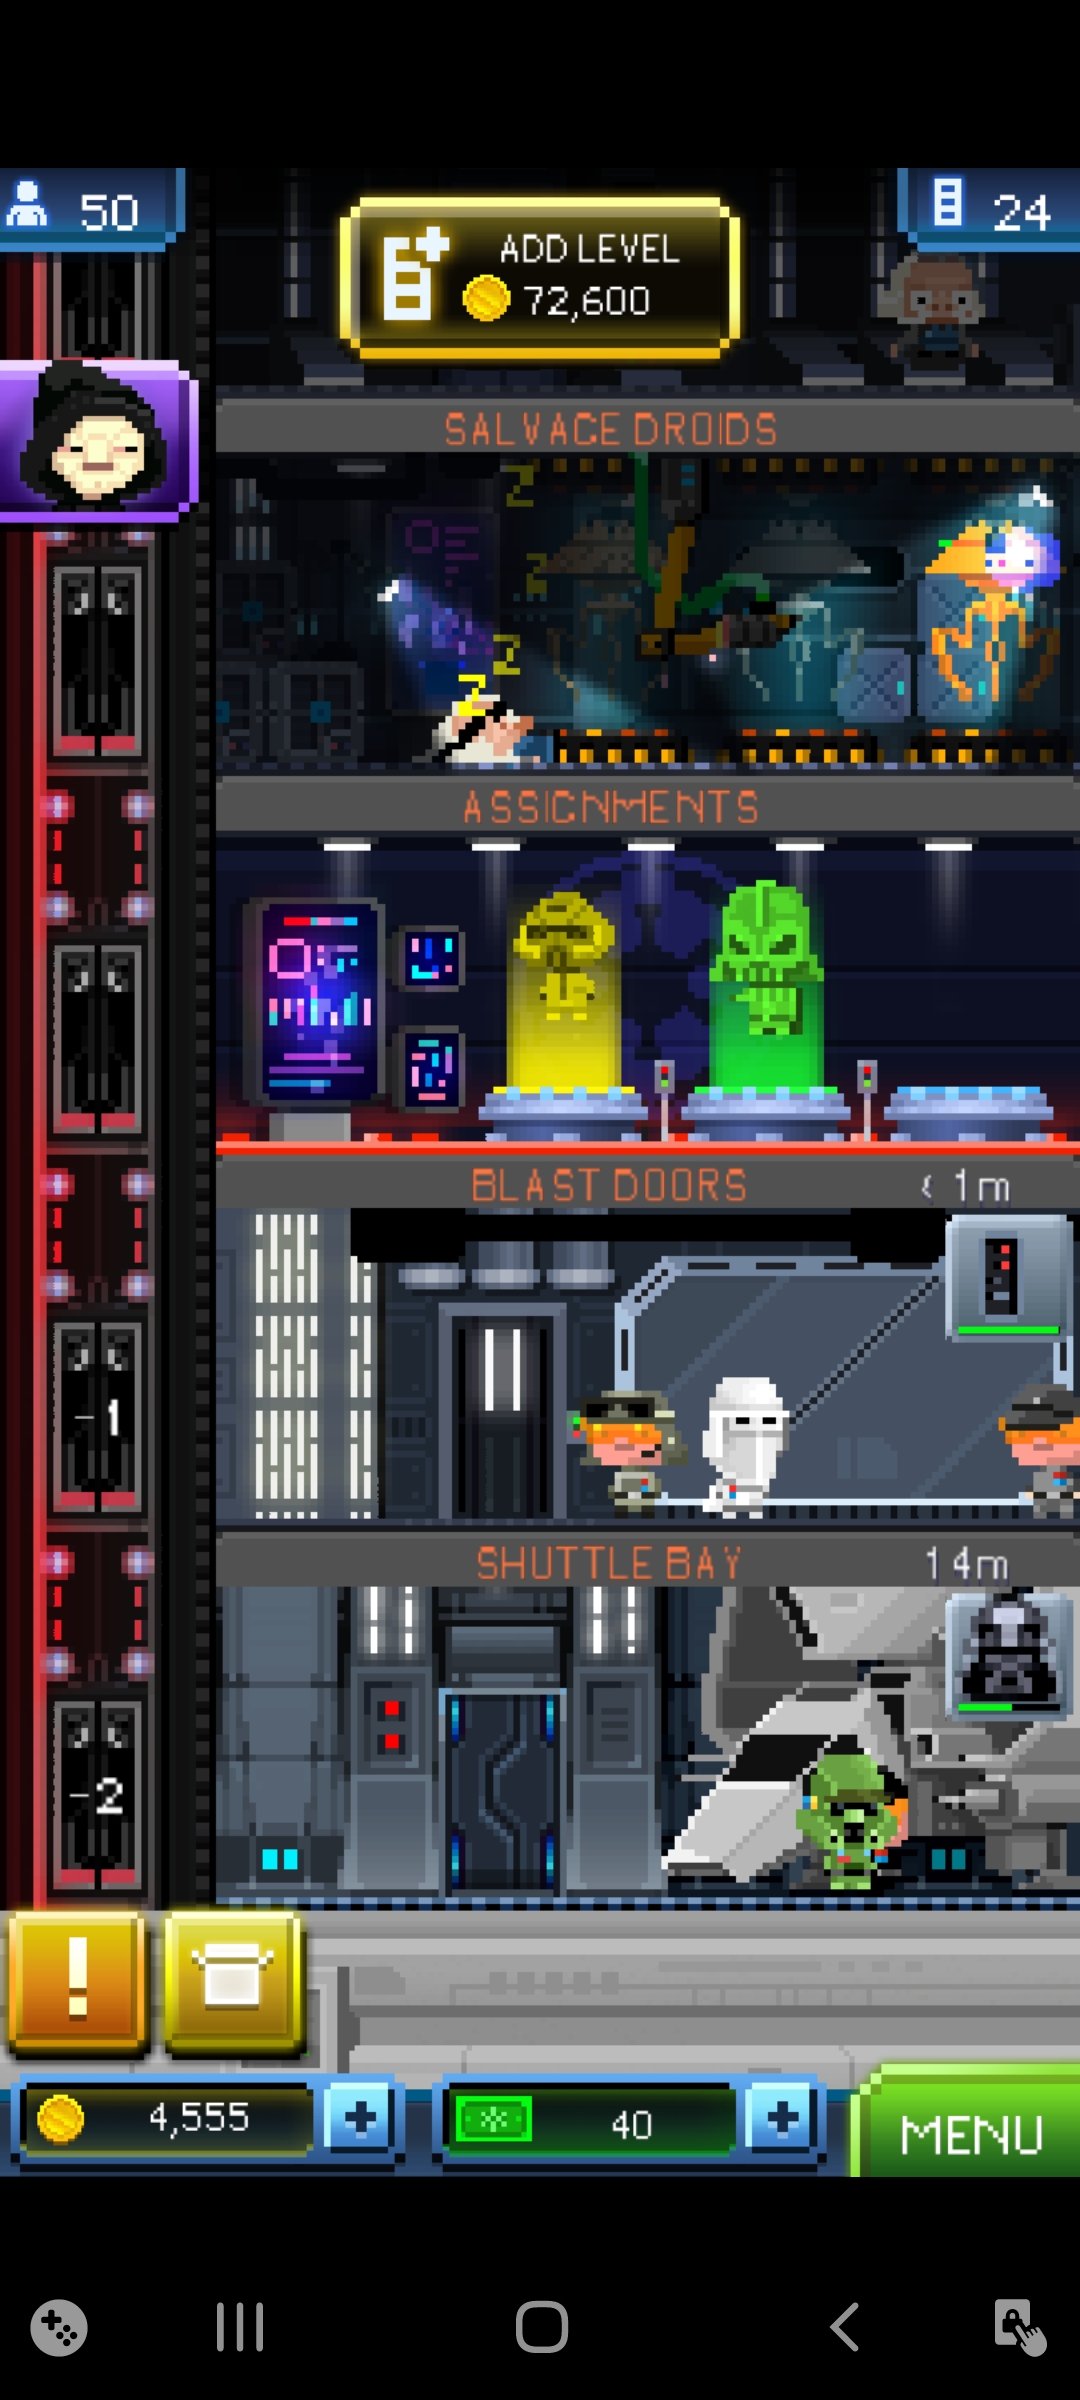 50
ADD LEVEL
72,600
24
SALVAGE DROIDS
Z
Z
Z
Z
ASSIGNMENTS
BLAST DOORS
< 1m
-1
SHUTTLE BAY
14m
-2
!
4,555
+
40
+
MENU